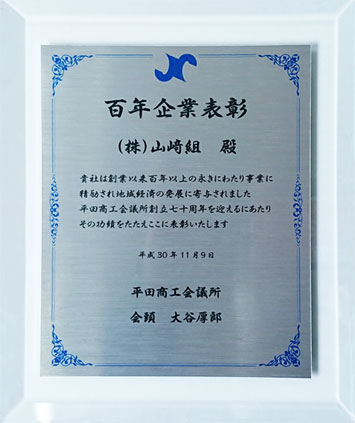 百年企業表彰
(株)山﨑組 殿
貴社は創業以来百年以上の永きにわたり事業に
精励され地域経済の発展に寄与されました
平田商工会議所創立七十周年を迎えるにあたり
その功績をたたえここに表彰いたします
平成30年11月9日
平田商工会議所
会頭 大谷厚郎